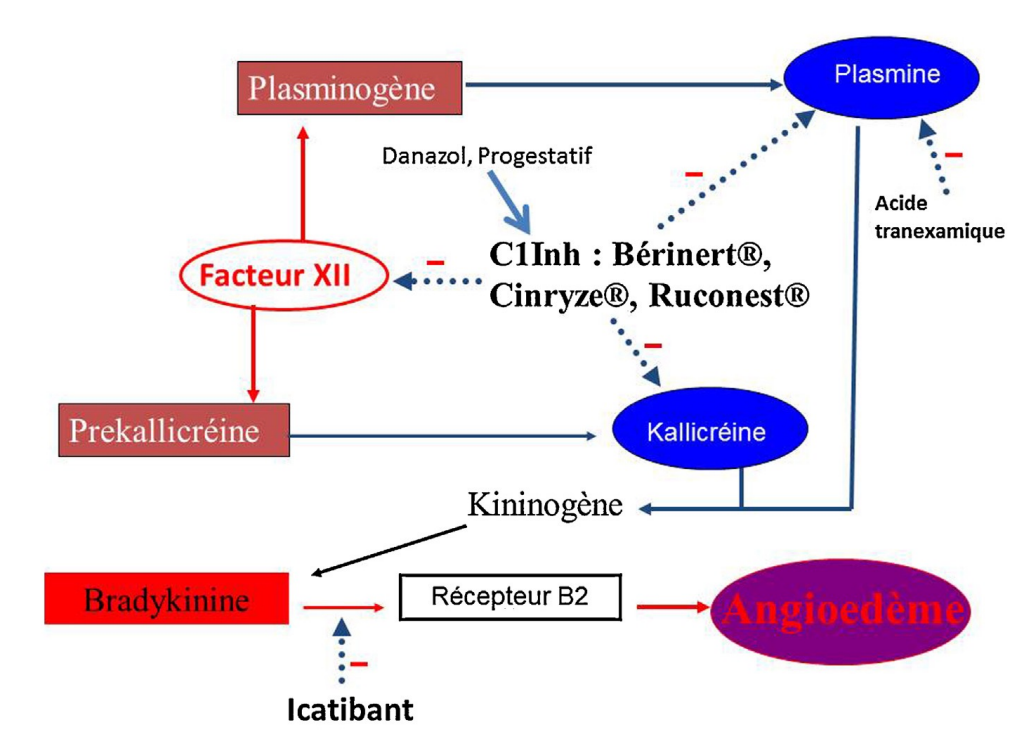 Plasmine
Plasminogène
Danazol, Progestatif
–
–
Acide
tranexamique
C1Inh : Bérinert®,
Cinryze®, Ruconest®
Facteur XII
–
–
Prekallicréine
Kallicréine
Kininogène
Bradykinine
Récepteur B2
Angioedème
–
Icatibant